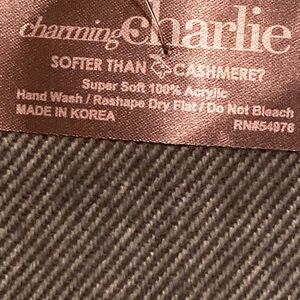 charming charlie
SOFTER THAN CASHMERE?
Super Soft 100% Acrylic
Hand Wash / Reshape Dry Flat / Do Not Bleach
MADE IN KOREA
RN#54976